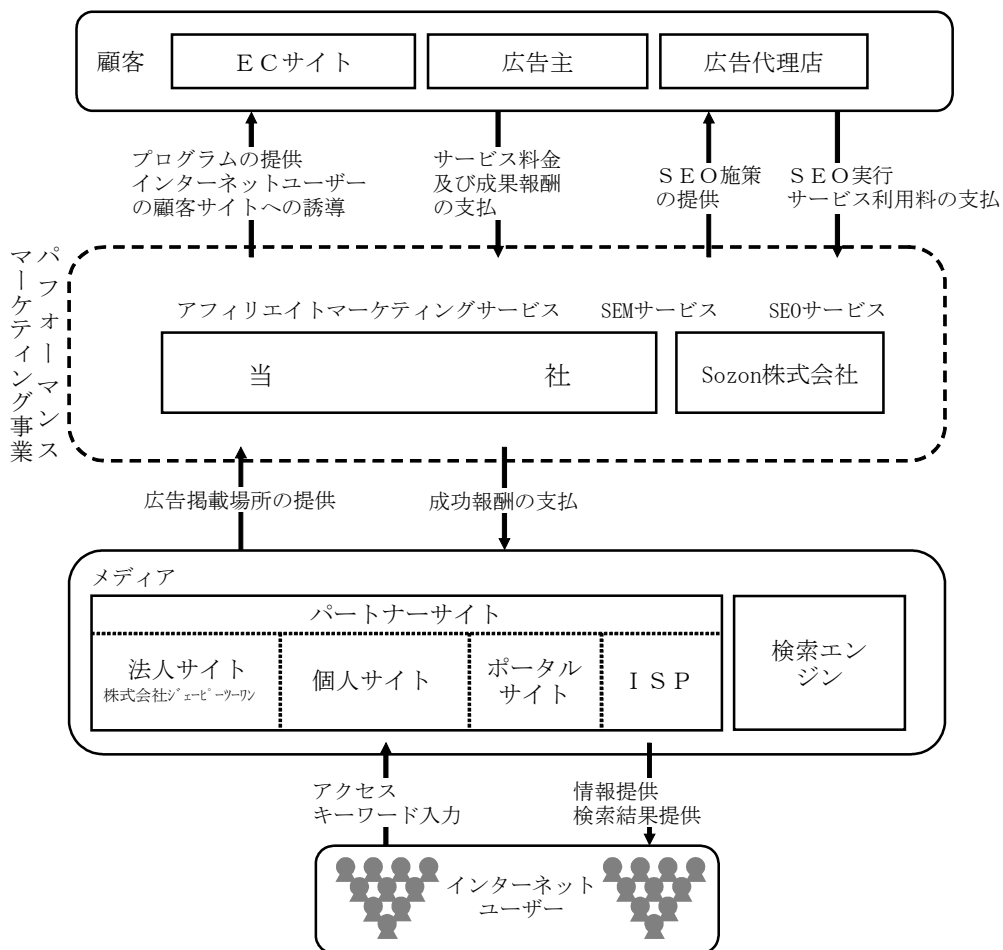 顧客
ＥＣサイト
広告主
広告代理店
プログラムの提供
インターネットユーザー
の顧客サイトへの誘導
サービス料金
及び成果報酬
の支払
ＳＥＯ施策
の提供
ＳＥＯ実行
サービス利用料の支払
パフォーマンス
マーケティング事業
アフィリエイトマーケティングサービス
SEMサービス
SEOサービス
当　社
Sozon株式会社
広告掲載場所の提供
成功報酬の支払
メディア
パートナーサイト
法人サイト
株式会社ｼﾞｪｰﾋﾟｰﾂｰﾜﾝ
個人サイト
ポータル
サイト
ＩＳＰ
検索エン
ジン
アクセス
キーワード入力
情報提供
検索結果提供
インターネット
ユーザー